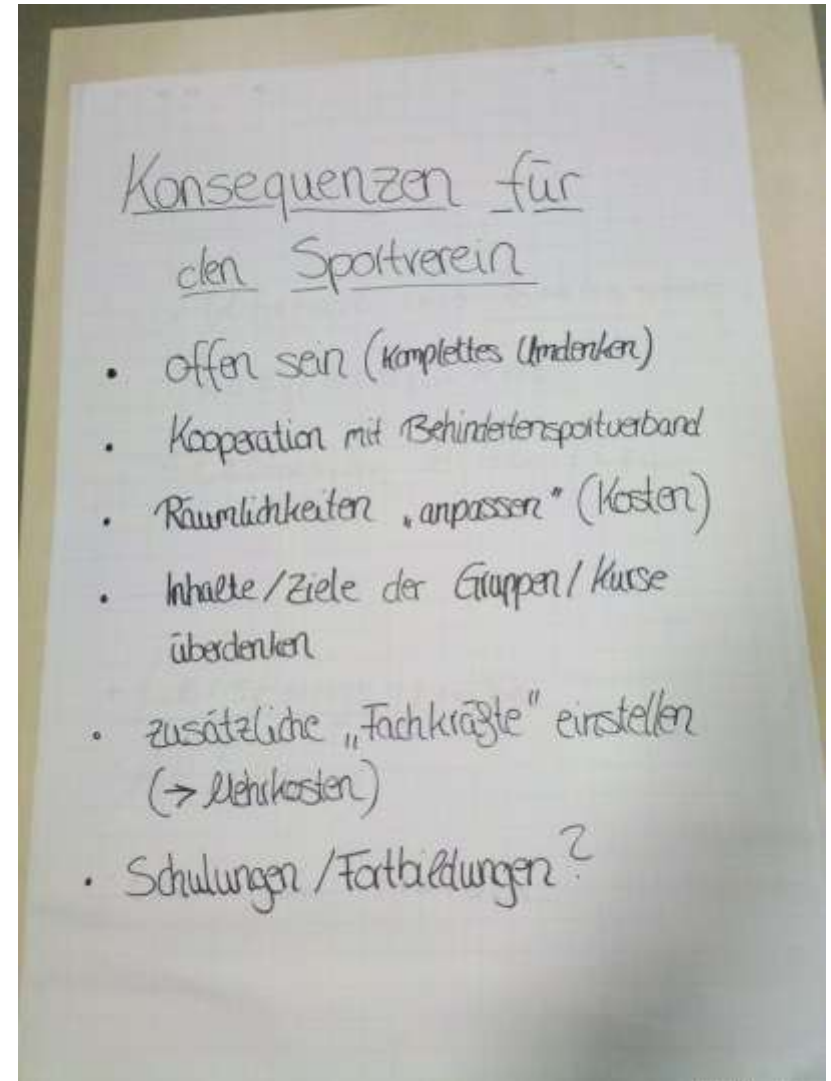 Konsequenzen für
den Sportverein
• offen sein (komplettes Umdenken)
• Kooperation mit Behindertensportverband
• Räumlichkeiten „anpassen" (Kosten)
• Inhalte/Ziele der Gruppen/Kurse
überdenken
• zusätzliche „Fachkräfte" einstellen
(→ Mehrkosten)
• Schulungen/Fortbildungen?